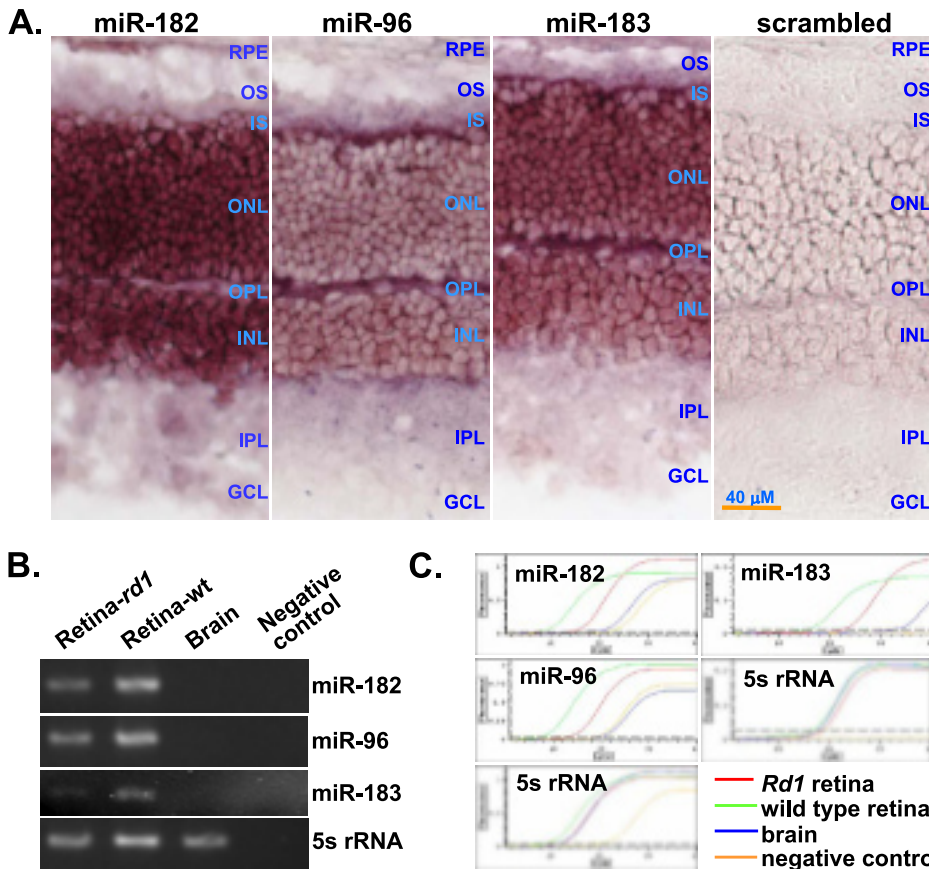 A.
miR-182 miR-96 miR-183 scrambled
RPE
OS
IS
ONL
OPL
INL
IPL
GCL
RPE
OS
IS
ONL
OPL
INL
IPL
GCL
OS
IS
ONL
OPL
INL
IPL
GCL
RPE
OS
IS
ONL
OPL
INL
IPL
GCL
40 µM
B.
Retina-rd1
Retina-wt
Brain
Negative
control
miR-182
miR-96
miR-183
5s rRNA
C.
miR-182
miR-183
miR-96
5s rRNA
5s rRNA
Rd1 retina
wild type retina
brain
negative contro